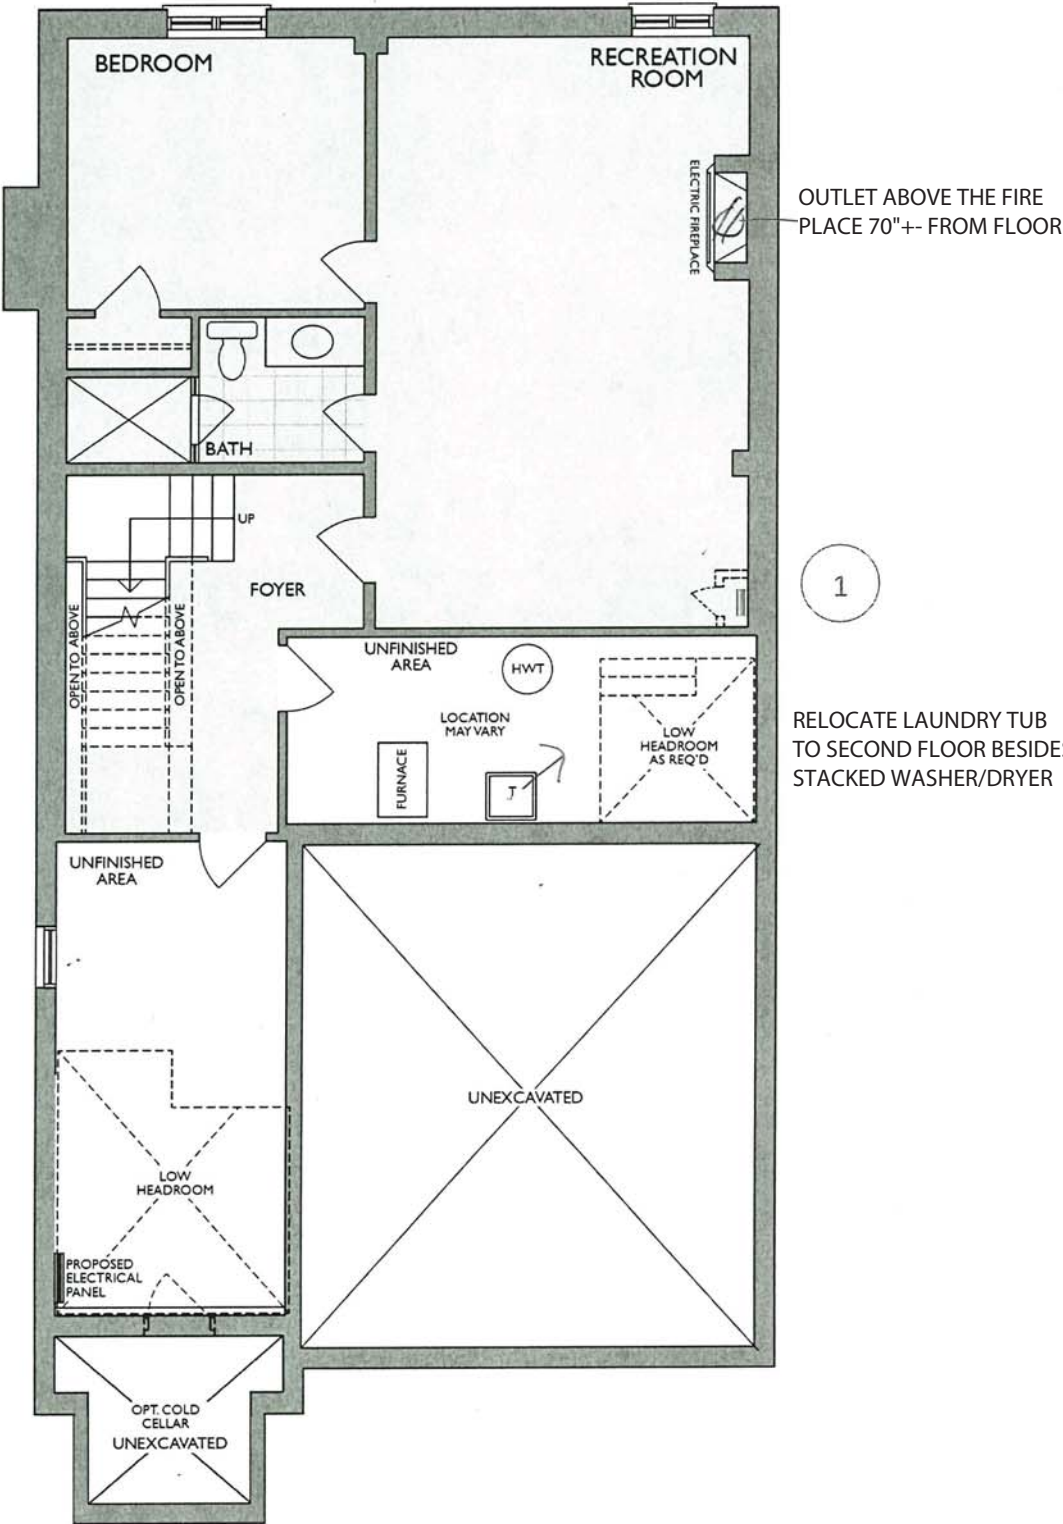 BEDROOM
RECREATION
ROOM
ELECTRIC FIREPLACE
OUTLET ABOVE THE FIRE
PLACE 70"+- FROM FLOOR
BATH
UP
FOYER
OPEN TO ABOVE
OPEN TO ABOVE
1
UNFINISHED
AREA
HWT
LOCATION
MAY VARY
FURNACE
LOW
HEADROOM
AS REQ'D
RELOCATE LAUNDRY TUB
TO SECOND FLOOR BESIDE
STACKED WASHER/DRYER
UNFINISHED
AREA
UNEXCAVATED
LOW
HEADROOM
PROPOSED
ELECTRICAL
PANEL
OPT. COLD
CELLAR
UNEXCAVATED